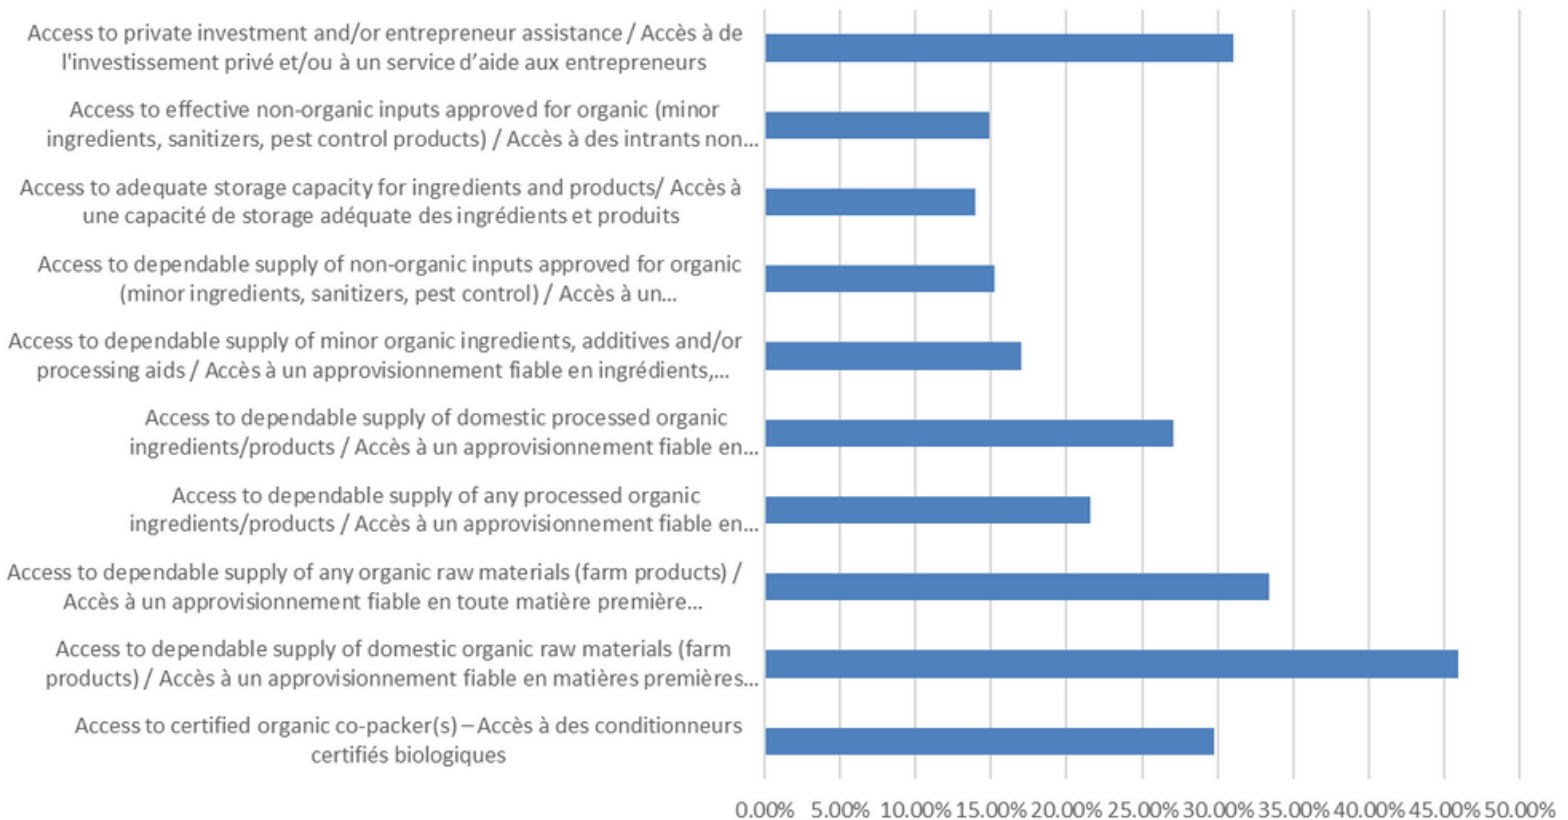 Access to private investment and/or entrepreneur assistance / Accès à de
l'investissement privé et/ou à un service d’aide aux entrepreneurs
Access to effective non-organic inputs approved for organic (minor
ingredients, sanitizers, pest control products) / Accès à des intrants non...
Access to adequate storage capacity for ingredients and products/ Accès à
une capacité de storage adéquate des ingrédients et produits
Access to dependable supply of non-organic inputs approved for organic
(minor ingredients, sanitizers, pest control) / Accès à un...
Access to dependable supply of minor organic ingredients, additives and/or
processing aids / Accès à un approvisionnement fiable en ingrédients,...
Access to dependable supply of domestic processed organic
ingredients/products / Accès à un approvisionnement fiable en...
Access to dependable supply of any processed organic
ingredients/products / Accès à un approvisionnement fiable en...
Access to dependable supply of any organic raw materials (farm products) /
Accès à un approvisionnement fiable en toute matière première...
Access to dependable supply of domestic organic raw materials (farm
products) / Accès à un approvisionnement fiable en matières premières...
Access to certified organic co-packer(s) – Accès à des conditionneurs
certifiés biologiques
0.00% 5.00% 10.00% 15.00% 20.00% 25.00% 30.00% 35.00% 40.00% 45.00% 50.00%